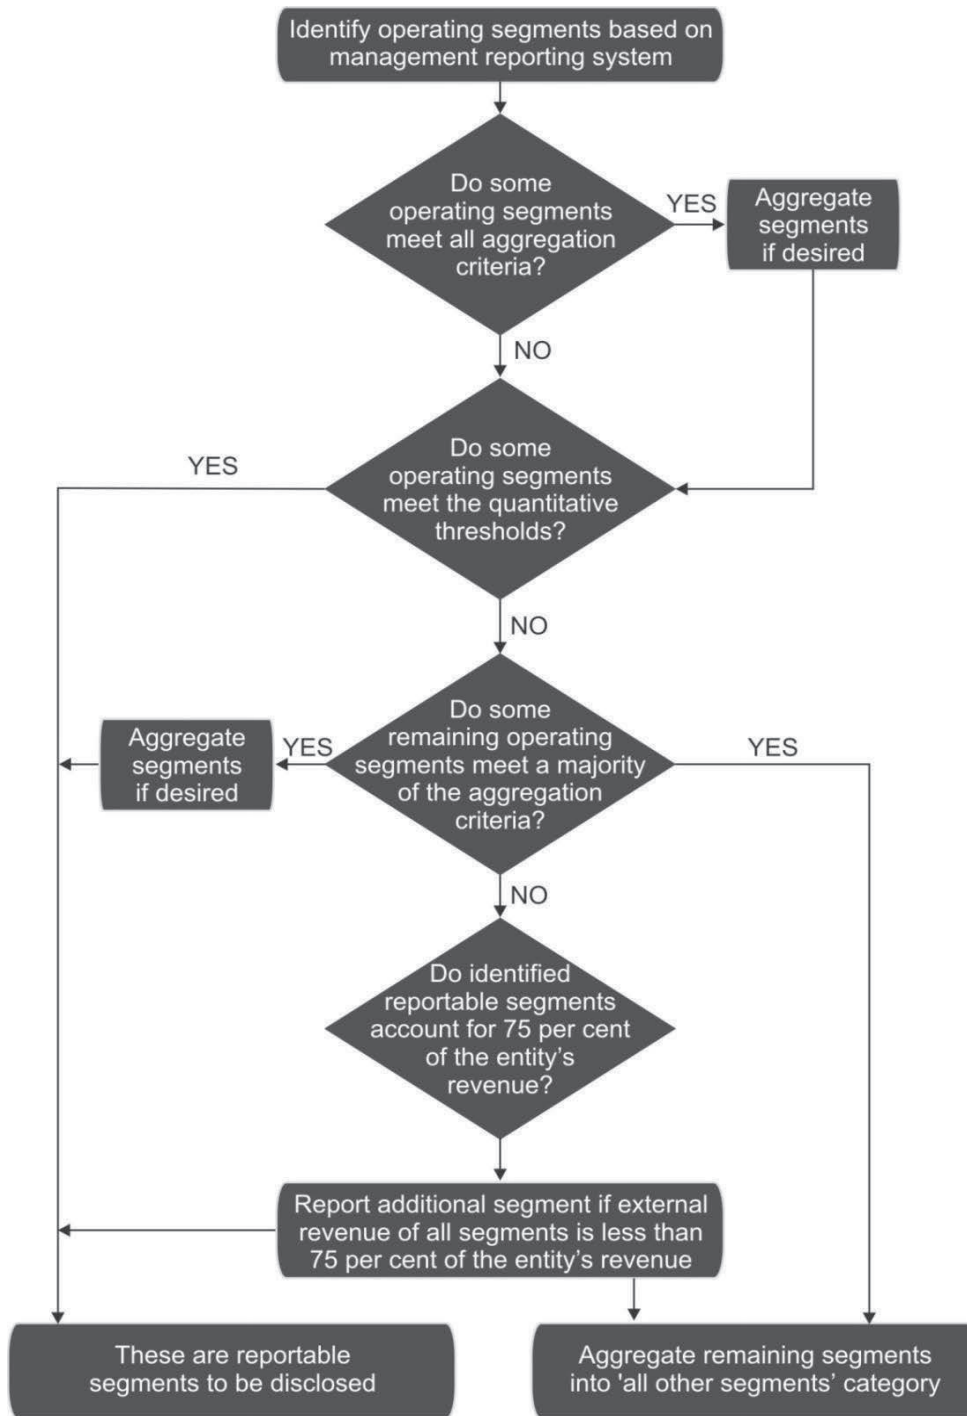 Identify operating segments based on
management reporting system
Do some
operating segments
meet all aggregation
criteria?
YES
Aggregate
segments
if desired
NO
Do some
operating segments
meet the quantitative
thresholds?
YES
NO
Do some
remaining operating
segments meet a majority
of the aggregation
criteria?
YES
Aggregate
segments
if desired
YES
NO
Do identified
reportable segments
account for 75 per cent
of the entity’s
revenue?
Report additional segment if external
revenue of all segments is less than
75 per cent of the entity’s revenue
These are reportable
segments to be disclosed
Aggregate remaining segments
into 'all other segments’ category